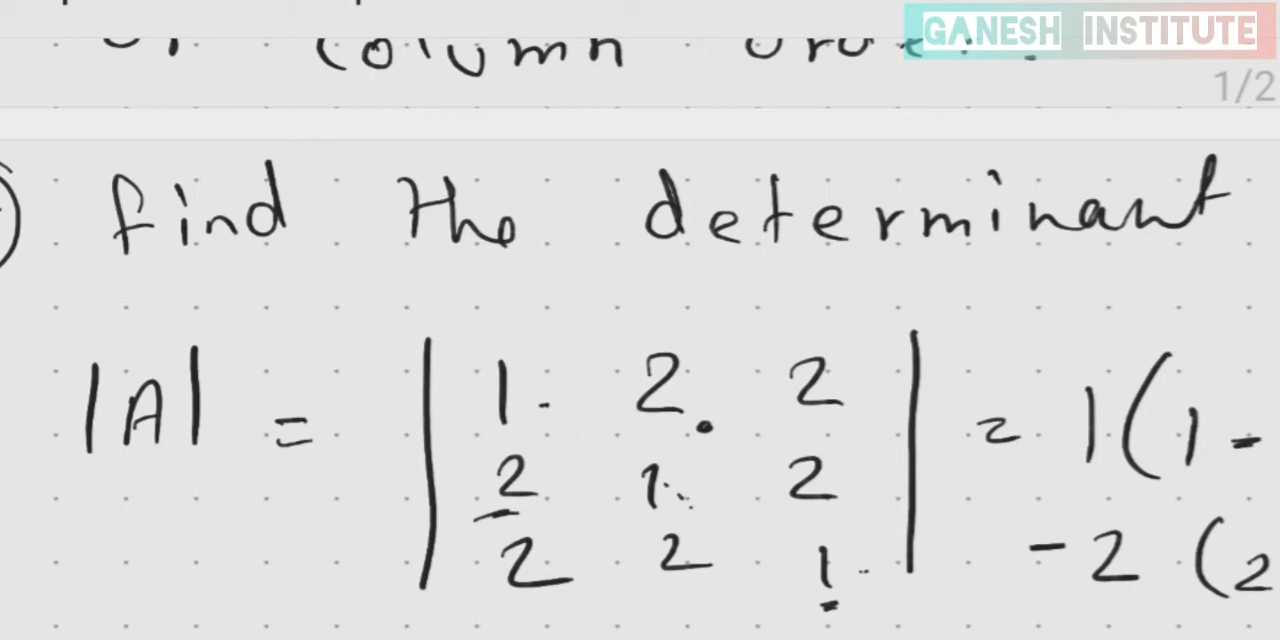 GANESH INSTITUTE
column
1/2
find the determinant
|A| = | 1 2 2 | = 1(1 -
2 1 2
2 2 1 - 2 (2